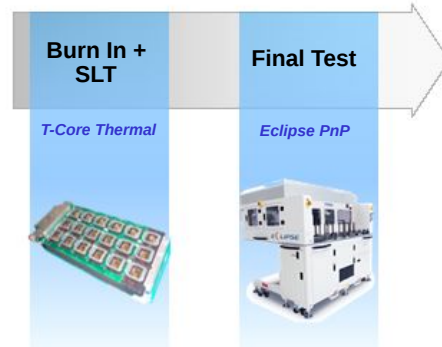 Burn In +
SLT
Final Test
T-Core Thermal
Eclipse PnP